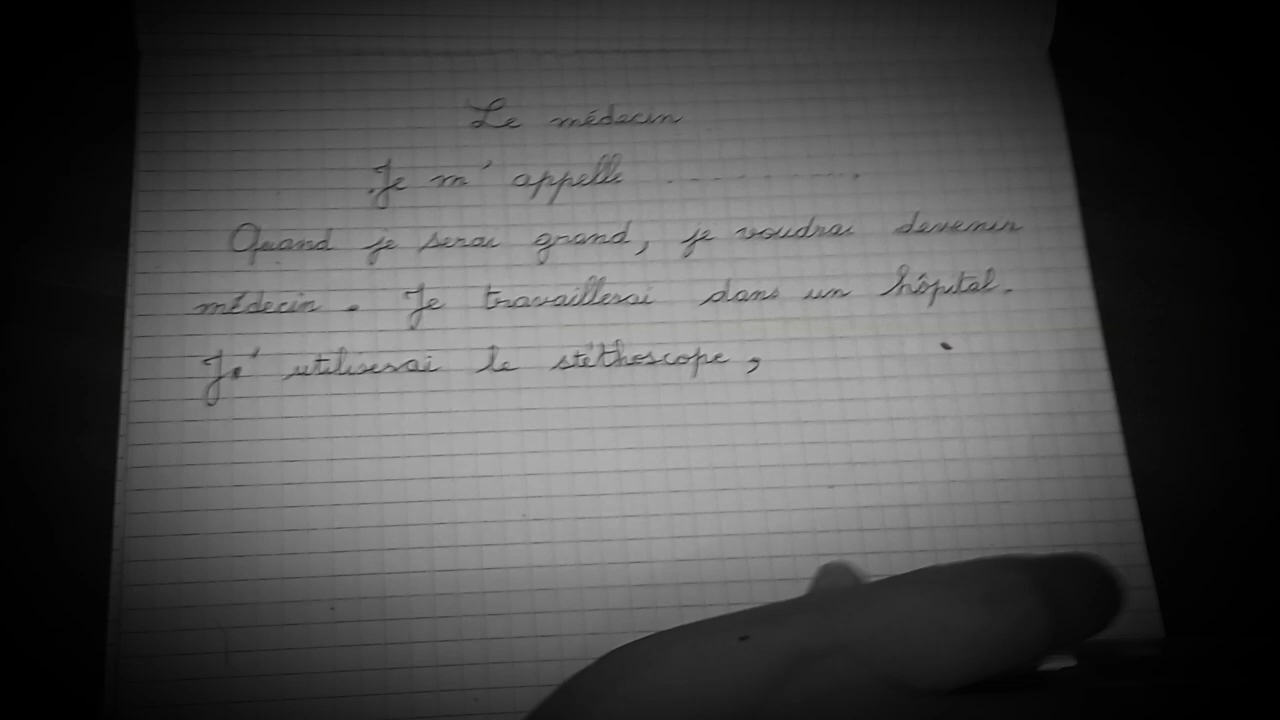 Le médecin
Je m' appelle ............
Quand je serai grand, je voudrai devenir
médecin. Je travaillerai dans un hôpital.
J' utiliserai le stéthoscope,